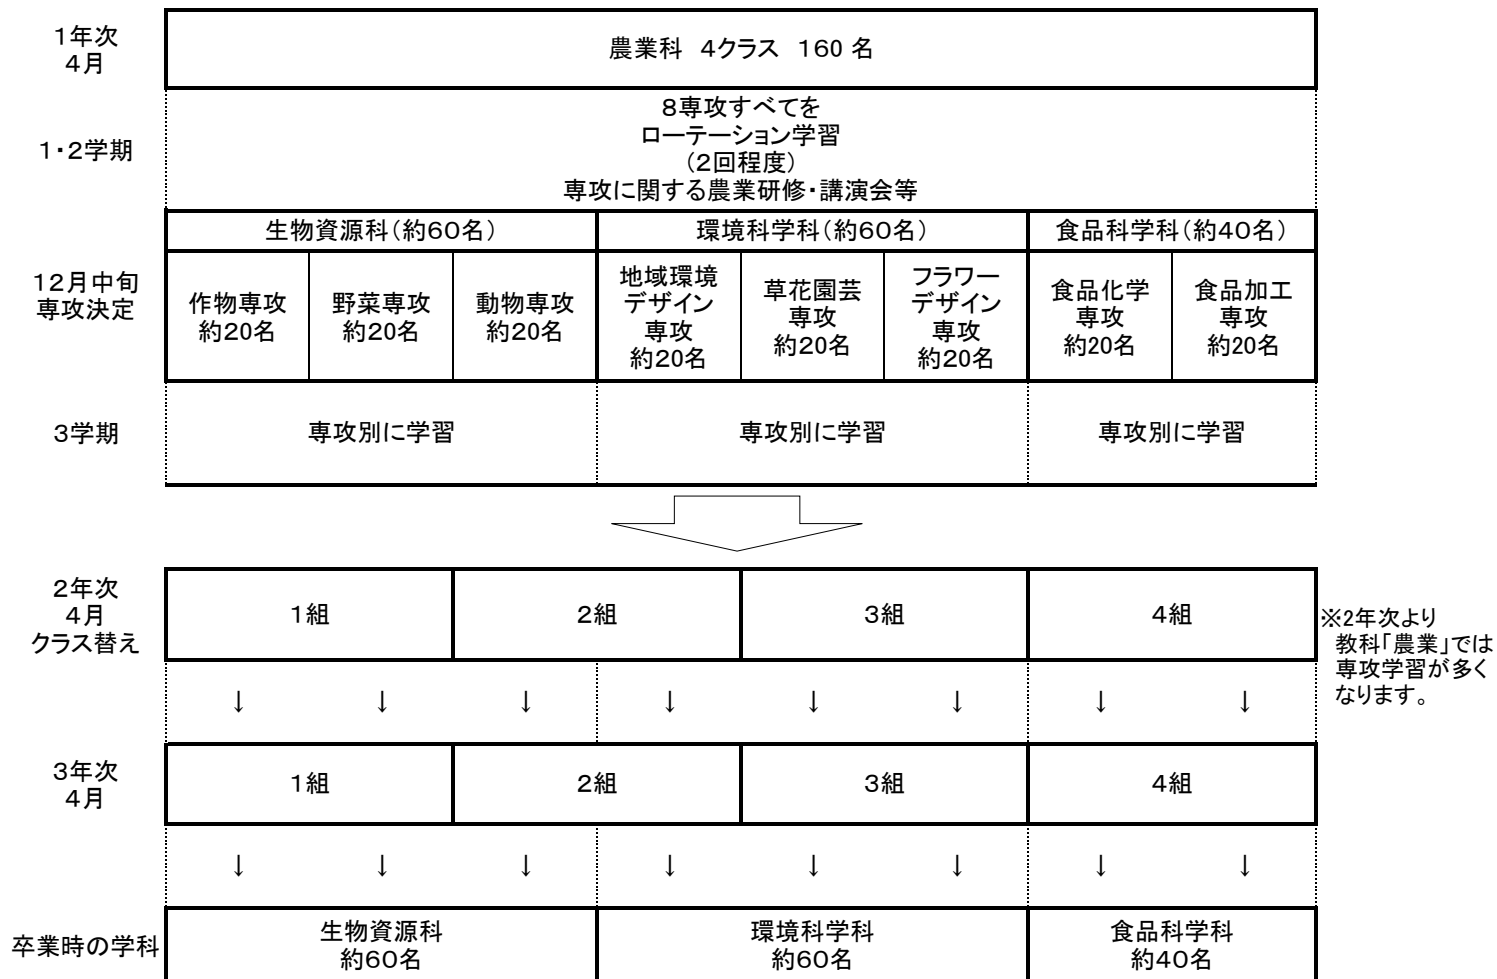 1年次
4月
農業科 4クラス 160名
1・2学期
8専攻すべてを
ローテーション学習
(2回程度)
専攻に関する農業研修・講演会等
12月中旬
専攻決定
生物資源科(約60名)
環境科学科(約60名)
食品科学科(約40名)
作物専攻
約20名
野菜専攻
約20名
動物専攻
約20名
地域環境
デザイン
専攻
約20名
草花園芸
専攻
約20名
フラワー
デザイン
専攻
約20名
食品化学
専攻
約20名
食品加工
専攻
約20名
3学期
専攻別に学習
専攻別に学習
専攻別に学習
2年次
4月
クラス替え
1組
2組
3組
4組
※2年次より
教科「農業」では
専攻学習が多く
なります。
↓ ↓ ↓ ↓ ↓ ↓ ↓ ↓
3年次
4月
1組
2組
3組
4組
↓ ↓ ↓ ↓ ↓ ↓ ↓ ↓
卒業時の学科
生物資源科
約60名
環境科学科
約60名
食品科学科
約40名